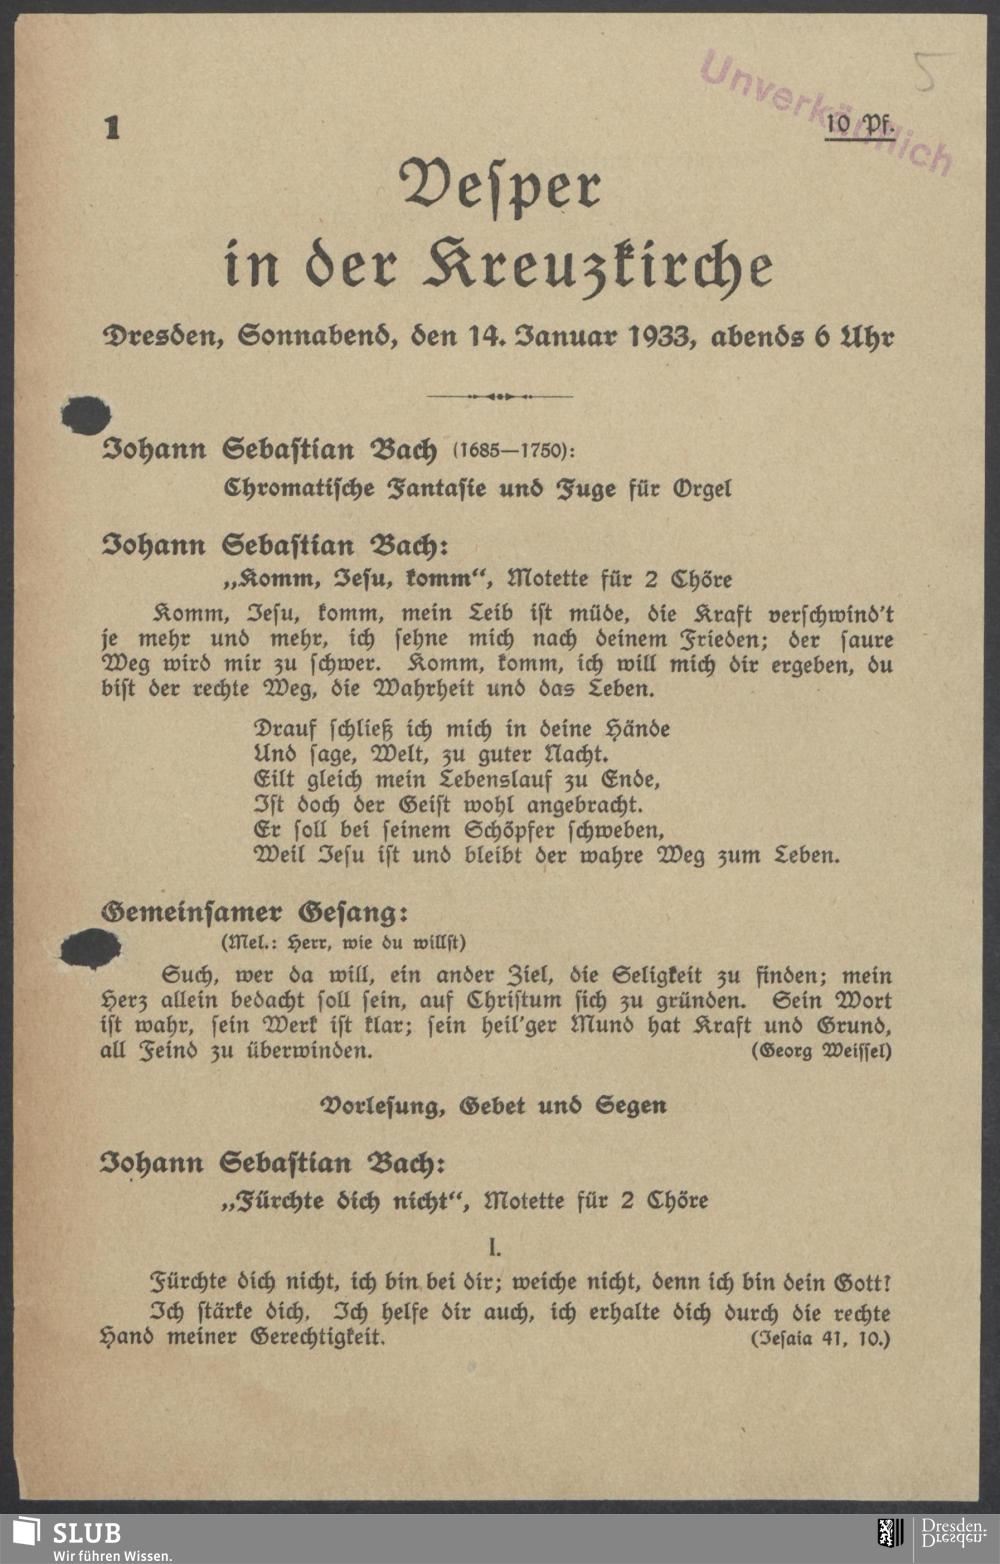 Unverkäuflich
5
1
10 Pf.
Vesper
in der Kreuzkirche
Dresden, Sonnabend, den 14. Januar 1933, abends 6 Uhr
Johann Sebastian Bach (1685—1750):
Chromatische Fantasie und Fuge für Orgel
Johann Sebastian Bach:
„Komm, Jesu, komm“, Motette für 2 Chöre
Komm, Jesu, komm, mein Leib ist müde, die Kraft verschwind't
je mehr und mehr, ich sehne mich nach deinem Frieden; der saure
Weg wird mir zu schwer. Komm, komm, ich will mich dir ergeben, du
bist der rechte Weg, die Wahrheit und das Leben.
Drauf schließ ich mich in deine Hände
Und sage, Welt, zu guter Nacht.
Eilt gleich mein Lebenslauf zu Ende,
Ist doch der Geist wohl angebracht.
Er soll bei seinem Schöpfer schweben,
Weil Jesu ist und bleibt der wahre Weg zum Leben.
Gemeinsamer Gesang:
(Mel.: Herr, wie du willst)
Such, wer da will, ein ander Ziel, die Seligkeit zu finden; mein
Herz allein bedacht soll sein, auf Christum sich zu gründen. Sein Wort
ist wahr, sein Werk ist klar; sein heil'ger Mund hat Kraft und Grund,
all Feind zu überwinden. (Georg Weissel)
Vorlesung, Gebet und Segen
Johann Sebastian Bach:
„Fürchte dich nicht“, Motette für 2 Chöre
I.
Fürchte dich nicht, ich bin bei dir; weiche nicht, denn ich bin dein Gott!
Ich stärke dich, Ich helfe dir auch, ich erhalte dich durch die rechte
Hand meiner Gerechtigkeit. (Jesaia 41, 10.)
SLUB
Wir führen Wissen.
Dresden.
Dresden.